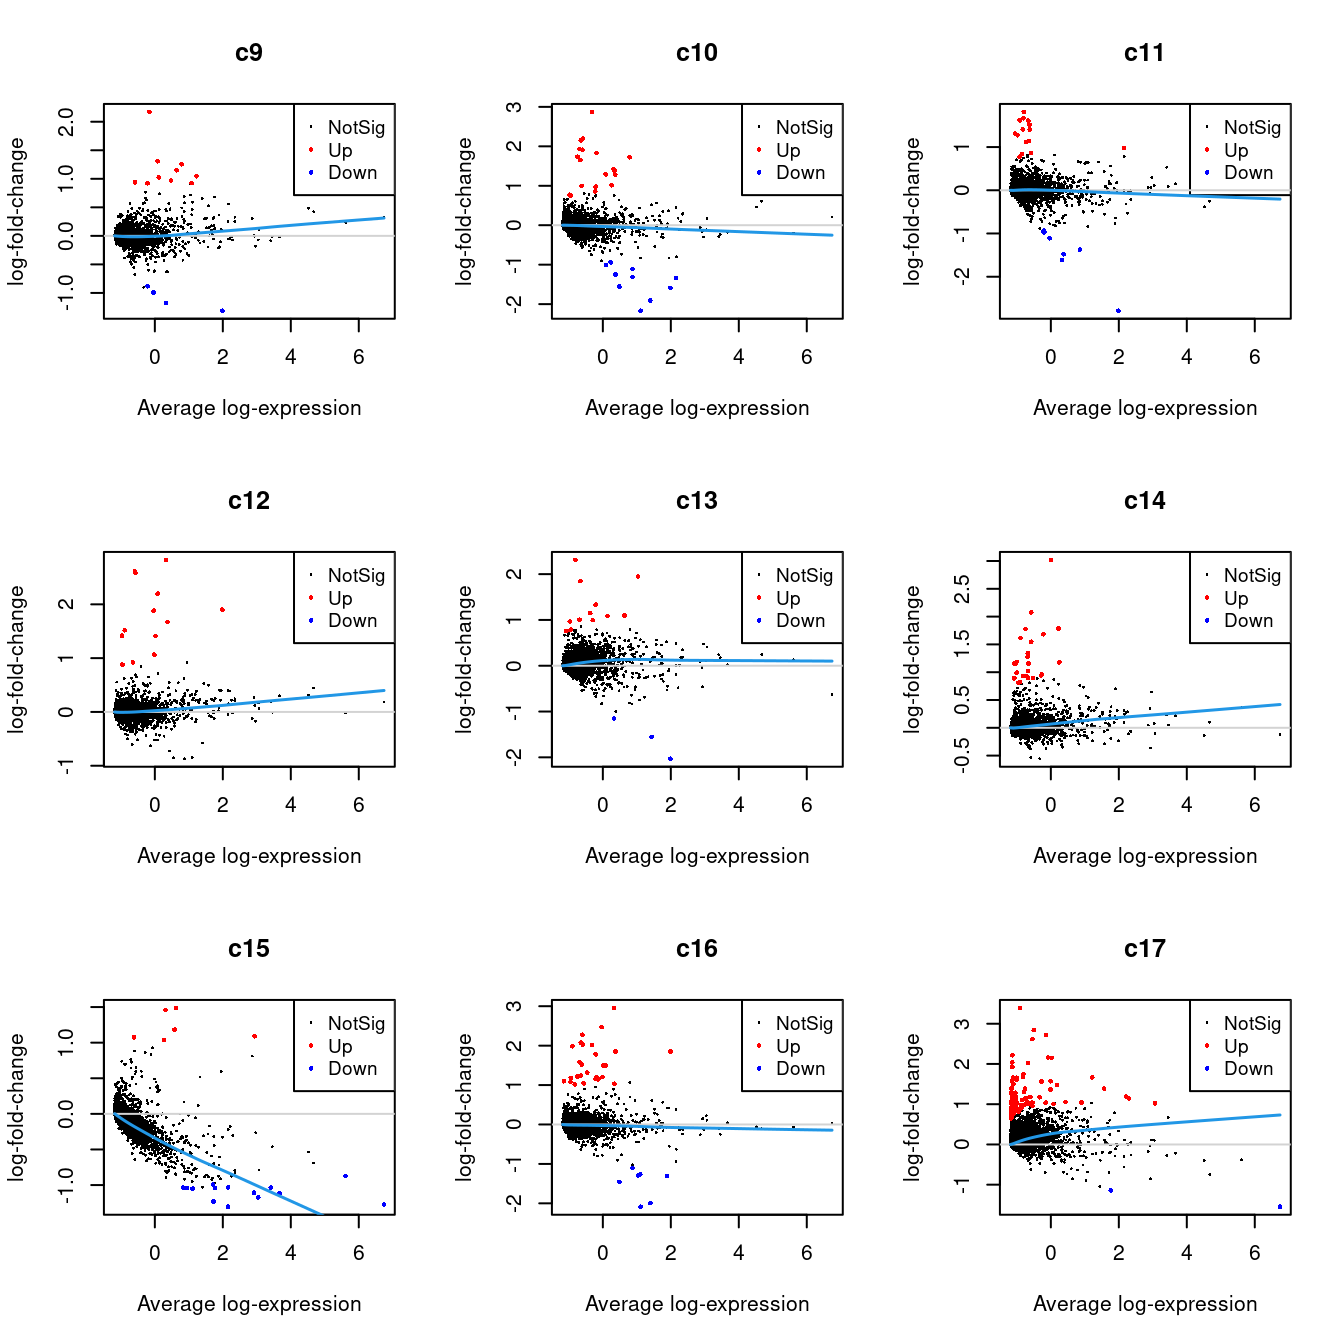 c9
log-fold-change
-1.0 0.0 1.0 2.0
NotSig
Up
Down
0 2 4 6
Average log-expression
c10
log-fold-change
-2 -1 0 1 2 3
NotSig
Up
Down
0 2 4 6
Average log-expression
c11
log-fold-change
-2 -1 0 1
NotSig
Up
Down
0 2 4 6
Average log-expression
c12
log-fold-change
-1 0 1 2
NotSig
Up
Down
0 2 4 6
Average log-expression
c13
log-fold-change
-2 -1 0 1 2
NotSig
Up
Down
0 2 4 6
Average log-expression
c14
log-fold-change
-0.5 0.5 1.5 2.5
NotSig
Up
Down
0 2 4 6
Average log-expression
c15
log-fold-change
-1.0 0.0 1.0
NotSig
Up
Down
0 2 4 6
Average log-expression
c16
log-fold-change
-2 -1 0 1 2 3
NotSig
Up
Down
0 2 4 6
Average log-expression
c17
log-fold-change
-1 0 1 2 3
NotSig
Up
Down
0 2 4 6
Average log-expression